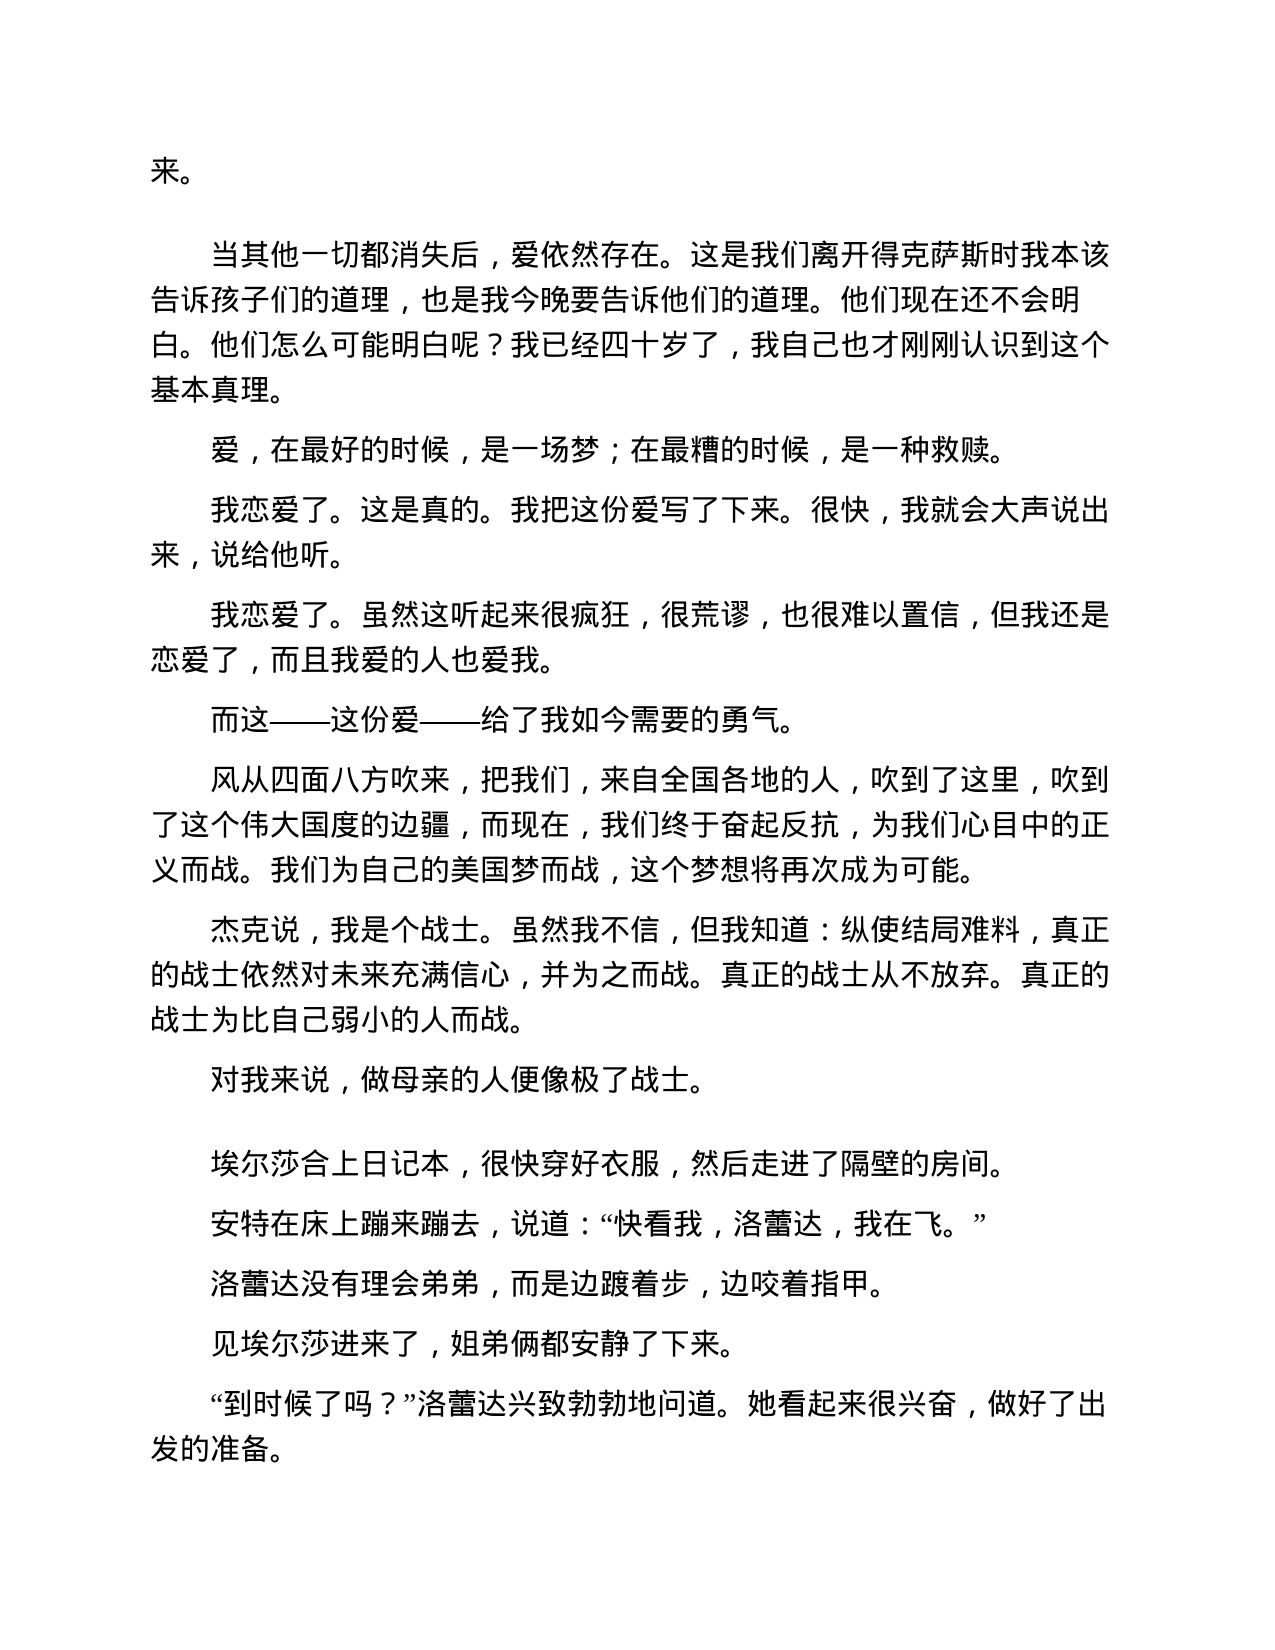 来。
当其他一切都消失后，爱依然存在。这是我们离开得克萨斯时我本该
告诉孩子们的道理，也是我今晚要告诉他们的道理。他们现在还不会明
白。他们怎么可能明白呢？我已经四十岁了，我自己也才刚刚认识到这个
基本真理。
爱，在最好的时候，是一场梦；在最糟的时候，是一种救赎。
我恋爱了。这是真的。我把这份爱写了下来。很快，我就会大声说出
来，说给他听。
我恋爱了。虽然这听起来很疯狂，很荒谬，也很难以置信，但我还是
恋爱了，而且我爱的人也爱我。
而这——这份爱——给了我如今需要的勇气。
风从四面八方吹来，把我们，来自全国各地的人，吹到了这里，吹到
了这个伟大国度的边疆，而现在，我们终于奋起反抗，为我们心目中的正
义而战。我们为自己的美国梦而战，这个梦想将再次成为可能。
杰克说，我是个战士。虽然我不信，但我知道：纵使结局难料，真正
的战士依然对未来充满信心，并为之而战。真正的战士从不放弃。真正的
战士为比自己弱小的人而战。
对我来说，做母亲的人便像极了战士。
埃尔莎合上日记本，很快穿好衣服，然后走进了隔壁的房间。
安特在床上蹦来蹦去，说道：“快看我，洛蕾达，我在飞。”
洛蕾达没有理会弟弟，而是边踱着步，边咬着指甲。
见埃尔莎进来了，姐弟俩都安静了下来。
“到时候了吗？”洛蕾达兴致勃勃地问道。她看起来很兴奋，做好了出
发的准备。